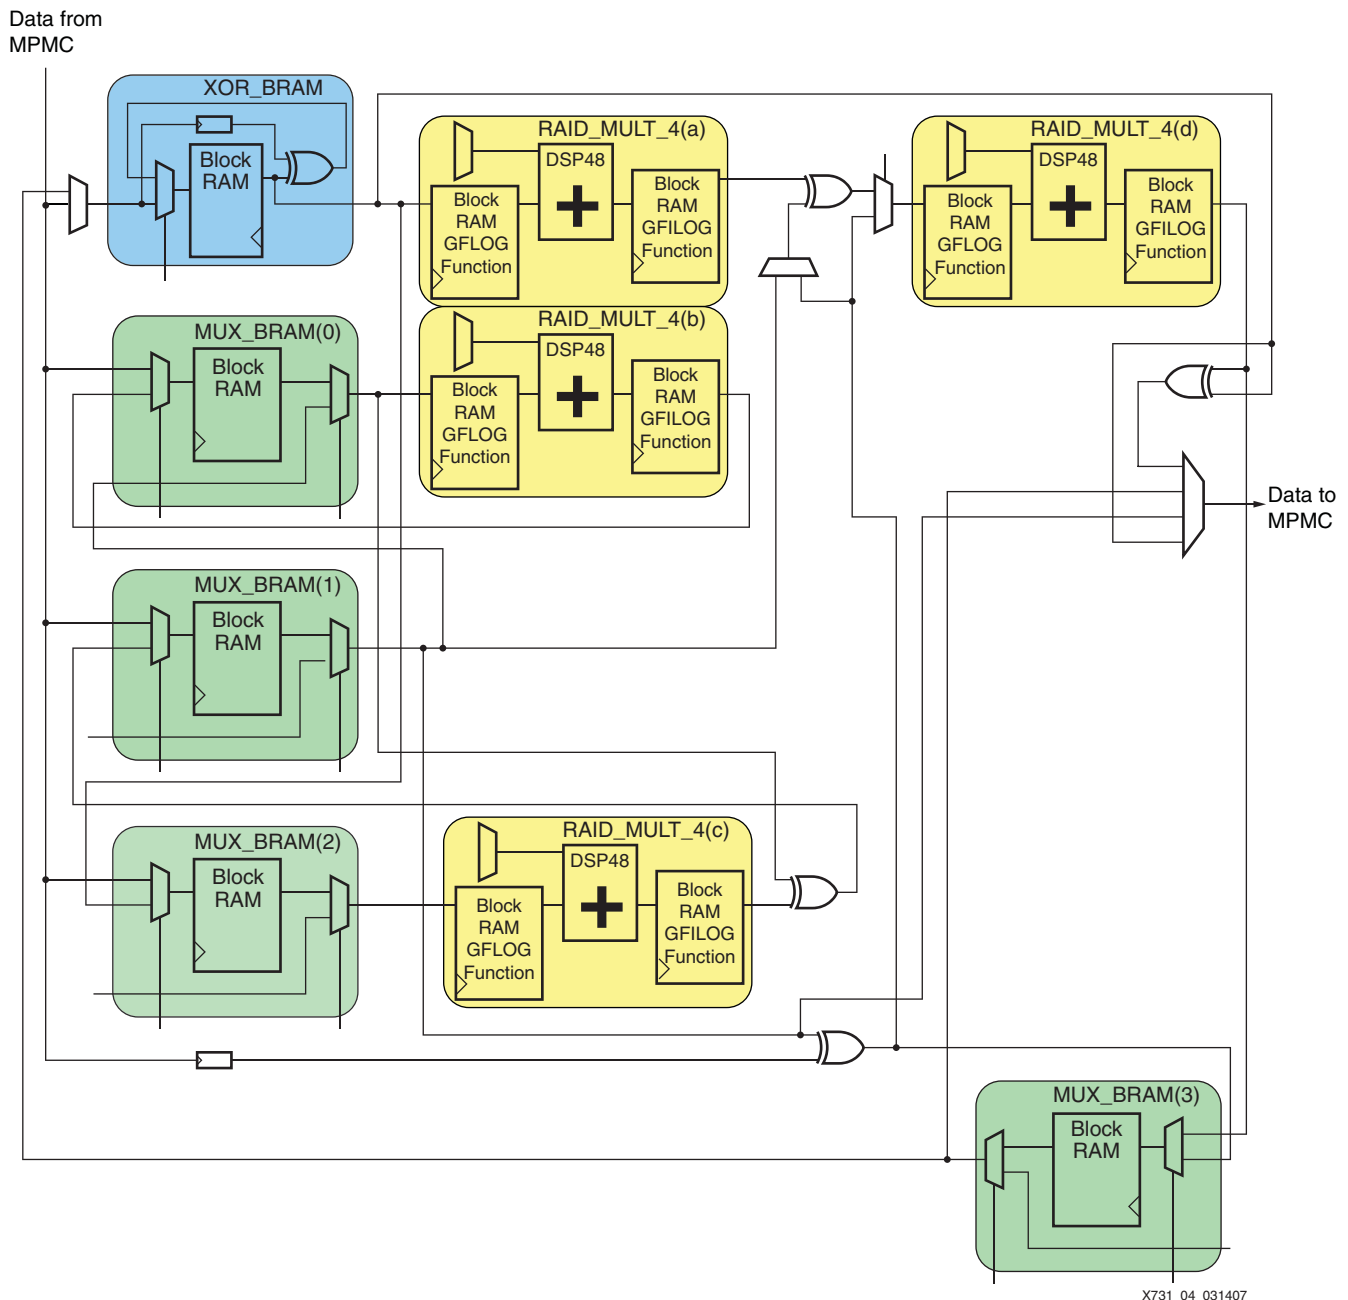 Data from
MPMC
XOR_BRAM
Block
RAM
RAID_MULT_4(a)
DSP48
Block
RAM
GFLOG
Function
Block
RAM
GFILOG
Function
RAID_MULT_4(d)
DSP48
Block
RAM
GFLOG
Function
Block
RAM
GFILOG
Function
MUX_BRAM(0)
Block
RAM
RAID_MULT_4(b)
DSP48
Block
RAM
GFLOG
Function
Block
RAM
GFILOG
Function
Data to
MPMC
MUX_BRAM(1)
Block
RAM
MUX_BRAM(2)
Block
RAM
RAID_MULT_4(c)
DSP48
Block
RAM
GFLOG
Function
Block
RAM
GFILOG
Function
MUX_BRAM(3)
Block
RAM
X731_04_031407